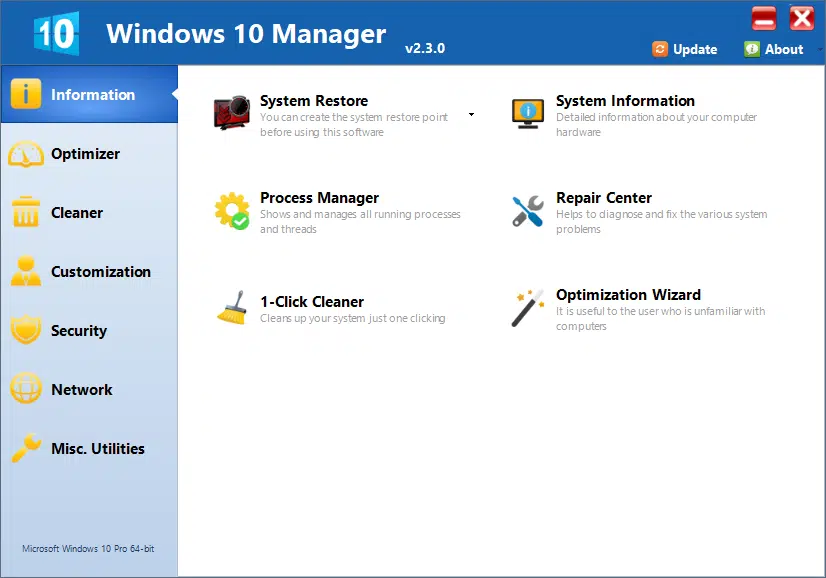 10
Windows 10 Manager
v2.3.0
Update
About
Information
Optimizer
Cleaner
Customization
Security
Network
Misc. Utilities
Microsoft Windows 10 Pro 64-bit
System Restore
You can create the system restore point
before using this software
System Information
Detailed information about your computer
hardware
Process Manager
Shows and manages all running processes
and threads
Repair Center
Helps to diagnose and fix the various system
problems
1-Click Cleaner
Cleans up your system just one clicking
Optimization Wizard
It is useful to the user who is unfamiliar with
computers